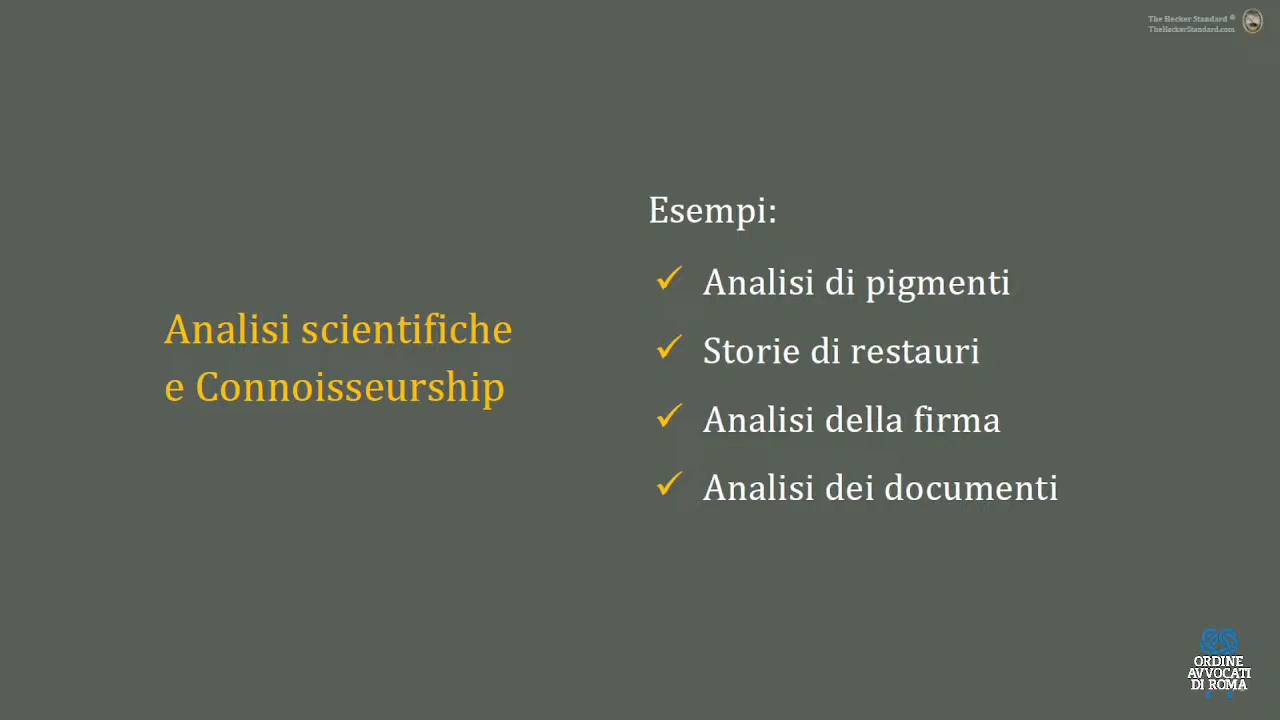 The Hecker Standard ®
TheHeckerStandard.com
Analisi scientifiche
e Connoisseurship
Esempi:
Analisi di pigmenti
Storie di restauri
Analisi della firma
Analisi dei documenti
ORDINE
AVVOCATI
DI ROMA